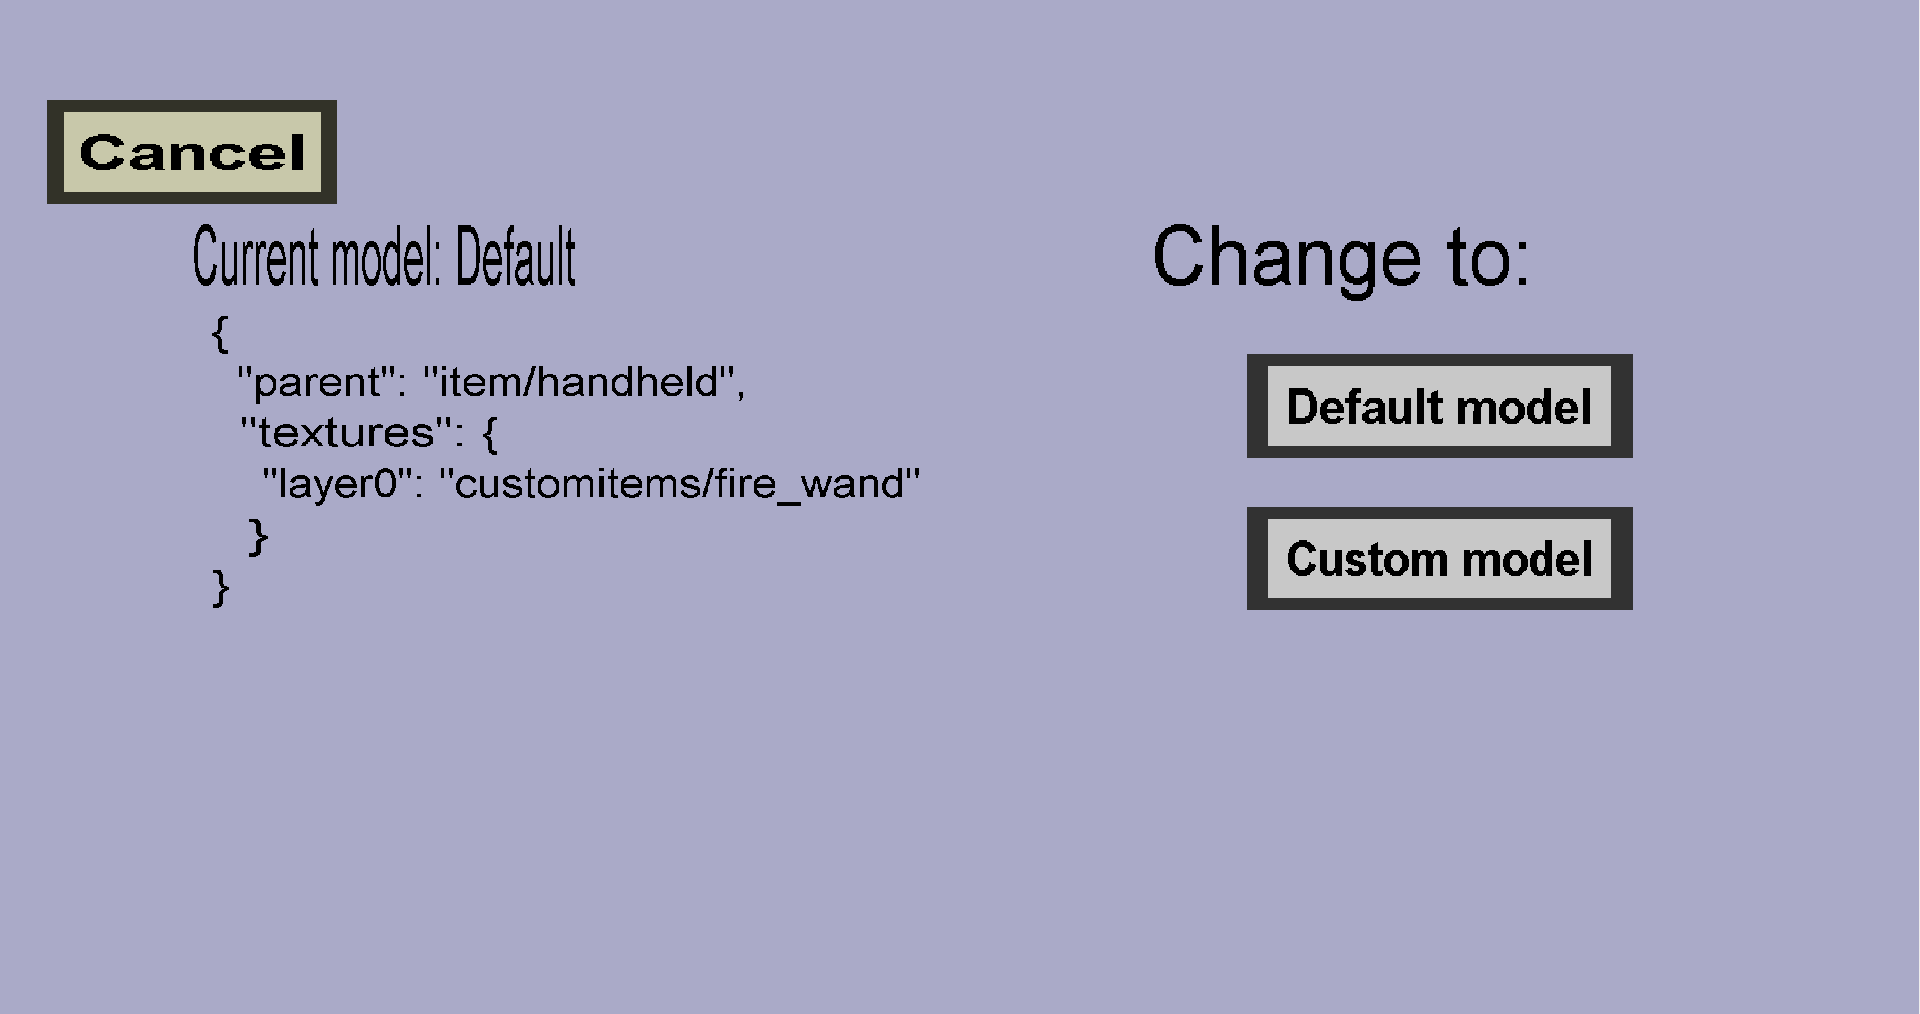 Cancel
Current model: Default
Change to:
{
"parent": "item/handheld",
"textures": {
"layer0": "customitems/fire_wand"
}
}
Default model
Custom model